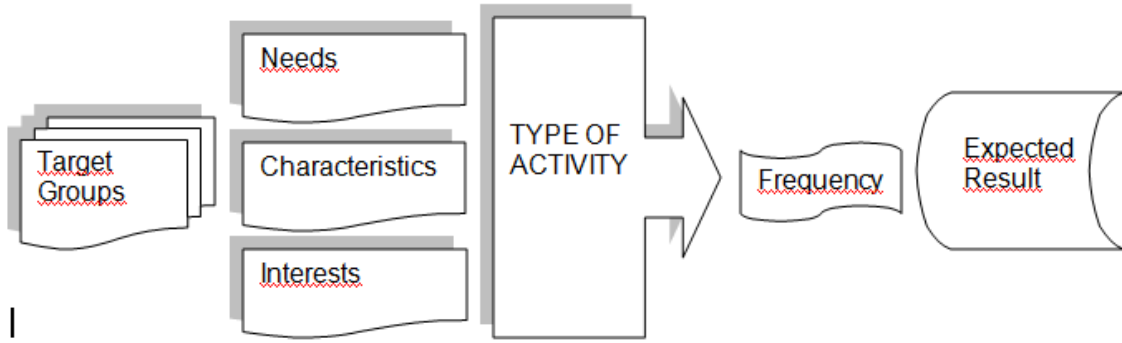 Target
Groups
Needs
Characteristics
Interests
TYPE OF
ACTIVITY
Frequency
Expected
Result